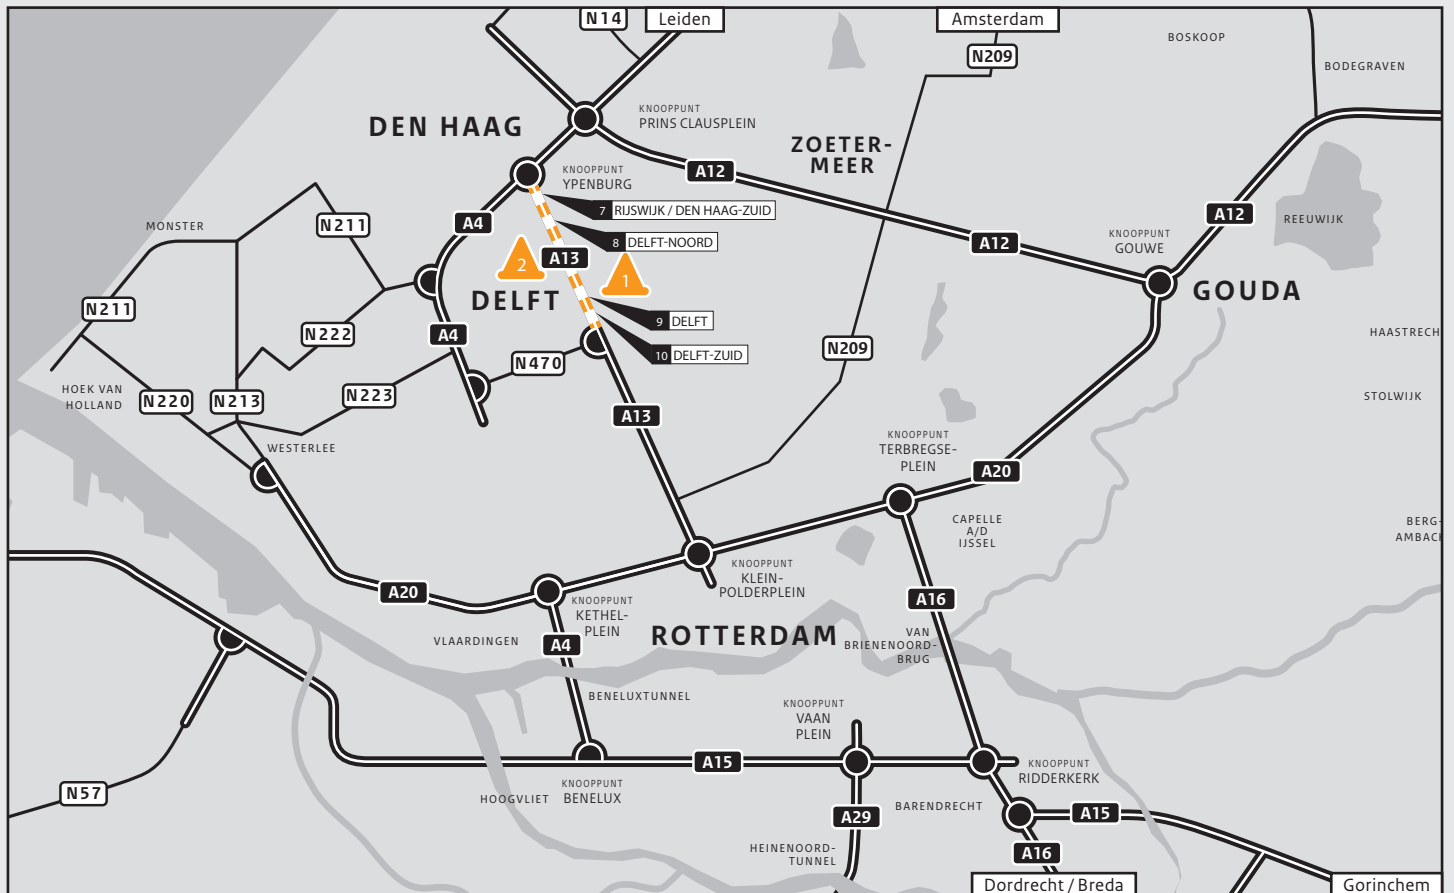 N14
Leiden
Amsterdam
N209
BOSKOOP
BODEGRAVEN
DEN HAAG
KNOOPPUNT
PRINS CLAUSPLEIN
ZOETER-
MEER
KNOOPPUNT
YPENBURG
A12
7 RIJSWIJK / DEN HAAG-ZUID
A4
N211
MONSTER
8 DELFT-NOORD
A12
REEUWIJK
KNOOPPUNT
GOUWE
A12
2
A13
1
DELFT
GOUDA
N211
N222
A4
9 DELFT
10 DELFT-ZUID
N470
N209
HAASTRECH
HOEK VAN
HOLLAND
N220
N213
N223
STOLWIJK
A13
WESTERLEE
KNOOPPUNT
TERBREGSE-
PLEIN
A20
CAPELLE
A/D
IJSSEL
BERG-
AMBAC
KNOOPPUNT
KLEIN-
POLDERPLEIN
A20
KNOOPPUNT
KETHEL-
PLEIN
A16
VLAARDINGEN
A4
ROTTERDAM
VAN
BRIENENOORD-
BRUG
BENELUXTUNNEL
KNOOPPUNT
VAAN
PLEIN
A15
KNOOPPUNT
RIDDERKERK
N57
HOOGVLIET
KNOOPPUNT
BENELUX
BARENDRECHT
A29
A15
HEINENOORD-
TUNNEL
A16
Dordrecht / Breda
Gorinchem